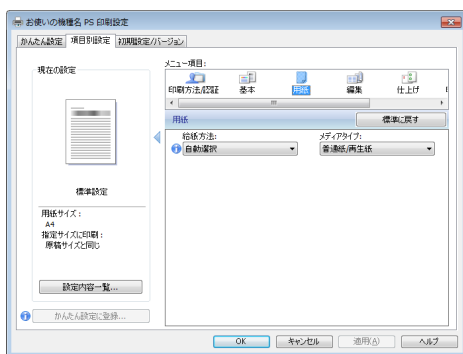 お使いの機種名 PS 印刷設定
かんたん設定 項目別設定 初期設定/バージョン
現在の設定
メニュー項目:
印刷方法/認証 基本 用紙 編集 仕上げ
用紙 標準に戻す
給紙方法: メディアタイプ:
自動選択 普通紙/再生紙
標準設定
用紙サイズ:
A4
指定サイズに印刷:
原稿サイズと同じ
設定内容一覧...
かんたん設定に登録...
OK キャンセル 適用(A) ヘルプ